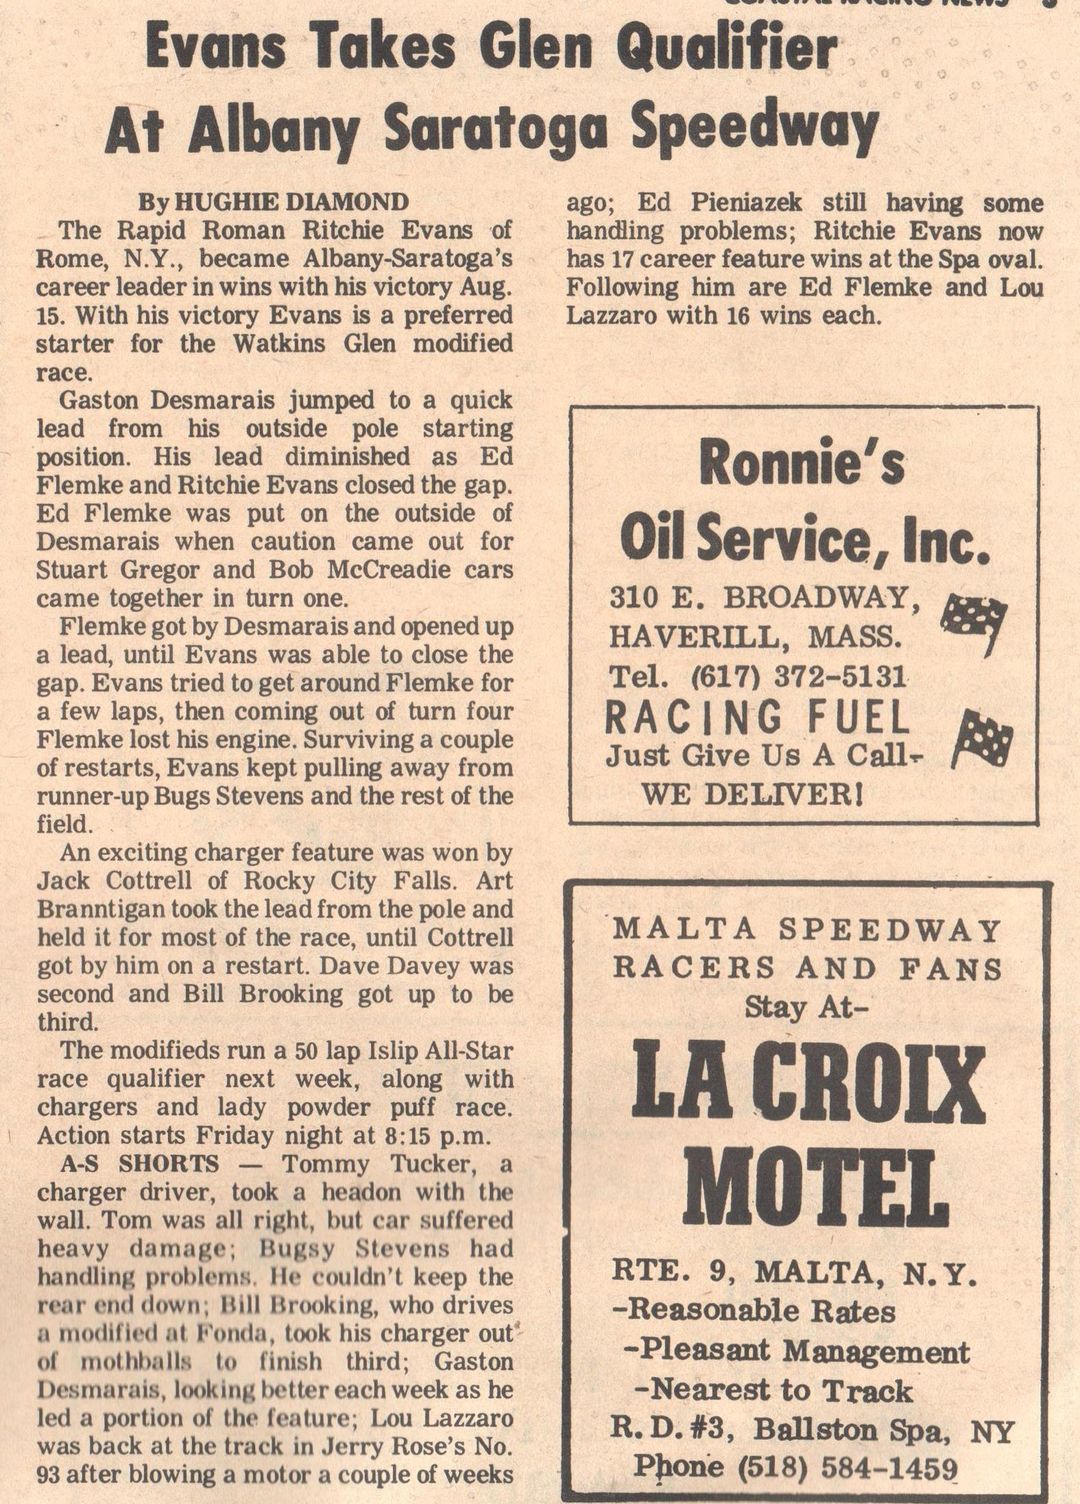 COASTAL RACING NEWS
Evans Takes Glen Qualifier
At Albany Saratoga Speedway
By HUGHIE DIAMOND
The Rapid Roman Ritchie Evans of
Rome, N.Y., became Albany-Saratoga's
career leader in wins with his victory Aug.
15. With his victory Evans is a preferred
starter for the Watkins Glen modified
race.
Gaston Desmarais jumped to a quick
lead from his outside pole starting
position. His lead diminished as Ed
Flemke and Ritchie Evans closed the gap.
Ed Flemke was put on the outside of
Desmarais when caution came out for
Stuart Gregor and Bob McCreadie cars
came together in turn one.
Flemke got by Desmarais and opened up
a lead, until Evans was able to close the
gap. Evans tried to get around Flemke for
a few laps, then coming out of turn four
Flemke lost his engine. Surviving a couple
of restarts, Evans kept pulling away from
runner-up Bugs Stevens and the rest of the
field.
An exciting charger feature was won by
Jack Cottrell of Rocky City Falls. Art
Branntigan took the lead from the pole and
held it for most of the race, until Cottrell
got by him on a restart. Dave Davey was
second and Bill Brooking got up to be
third.
The modifieds run a 50 lap Islip All-Star
race qualifier next week, along with
chargers and lady powder puff race.
Action starts Friday night at 8:15 p.m.
A-S SHORTS — Tommy Tucker, a
charger driver, took a headon with the
wall. Tom was all right, but car suffered
heavy damage; Bugsy Stevens had
handling problems. He couldn't keep the
rear end down; Bill Brooking, who drives
a modified at Fonda, took his charger out
of mothballs to finish third; Gaston
Desmarais, looking better each week as he
led a portion of the feature; Lou Lazzaro
was back at the track in Jerry Rose's No.
93 after blowing a motor a couple of weeks
ago; Ed Pieniazek still having some
handling problems; Ritchie Evans now
has 17 career feature wins at the Spa oval.
Following him are Ed Flemke and Lou
Lazzaro with 16 wins each.
Ronnie's
Oil Service, Inc.
310 E. BROADWAY,
HAVERILL, MASS.
Tel. (617) 372-5131
RACING FUEL
Just Give Us A Call-
WE DELIVER!
MALTA SPEEDWAY
RACERS AND FANS
Stay At-
LA CROIX
MOTEL
RTE. 9, MALTA, N.Y.
-Reasonable Rates
-Pleasant Management
-Nearest to Track
R.D. #3, Ballston Spa, NY
Phone (518) 584-1459